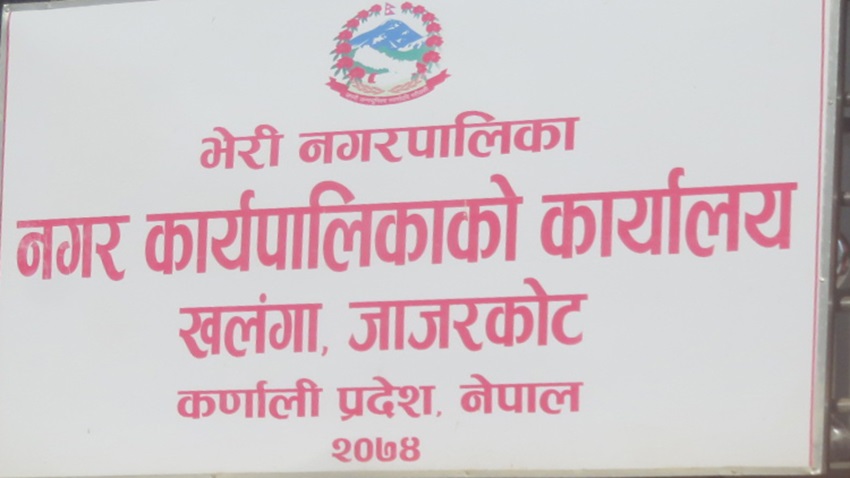 भेरी नगरपालिका
नगर कार्यपालिकाको कार्यालय
खलंगा, जाजरकोट
कर्णाली प्रदेश, नेपाल
२०७४